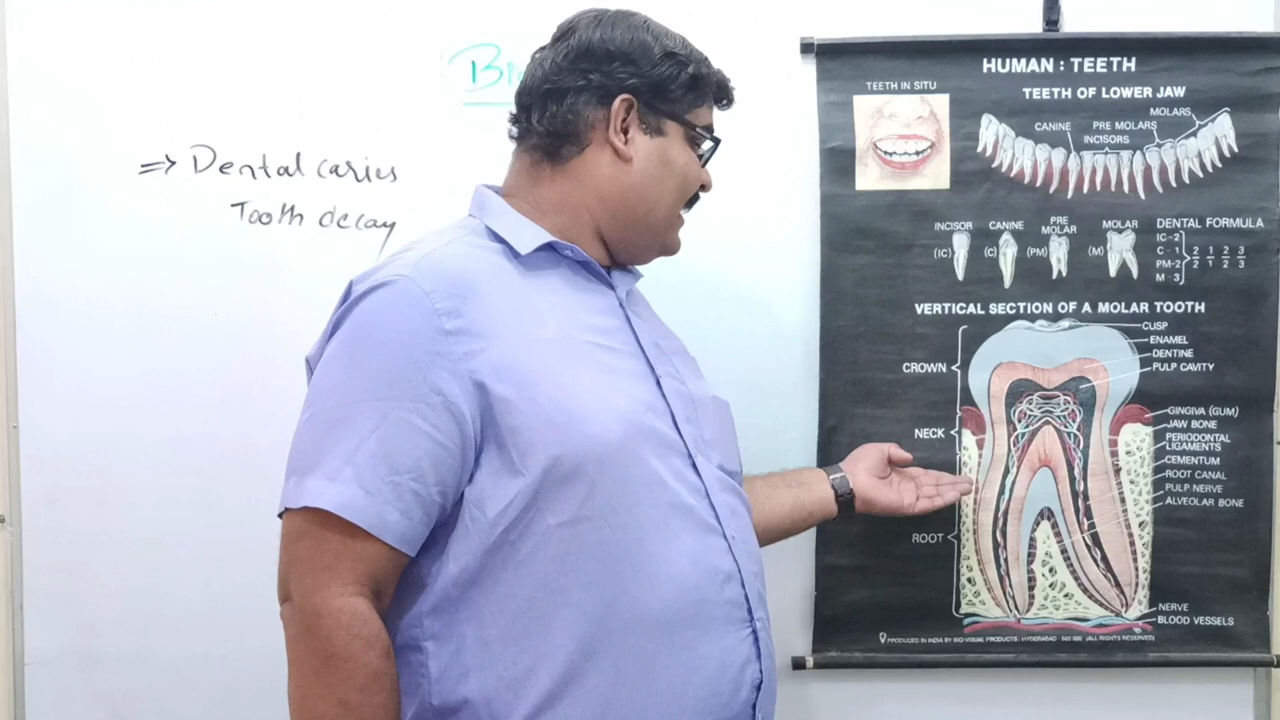 ⇒ Dental caries
Tooth decay
HUMAN : TEETH
TEETH IN SITU
TEETH OF LOWER JAW
MOLARS
CANINE
PRE MOLARS
INCISORS
INCISOR
CANINE
PRE MOLAR
MOLAR
(IC)
(C)
(PM)
(M)
DENTAL FORMULA
IC-2
C - 1
PM-2
M - 3
2 1 2 3
2 1 2 3
VERTICAL SECTION OF A MOLAR TOOTH
CROWN
NECK
ROOT
CUSP
ENAMEL
DENTINE
PULP CAVITY
GINGIVA (GUM)
JAW BONE
PERIODONTAL
LIGAMENTS
CEMENTUM
ROOT CANAL
PULP NERVE
ALVEOLAR BONE
NERVE
BLOOD VESSELS
PRODUCED IN INDIA BY BIO-VISUAL PRODUCTS: HYDERABAD - 500 (ALL RIGHTS RESERVED)